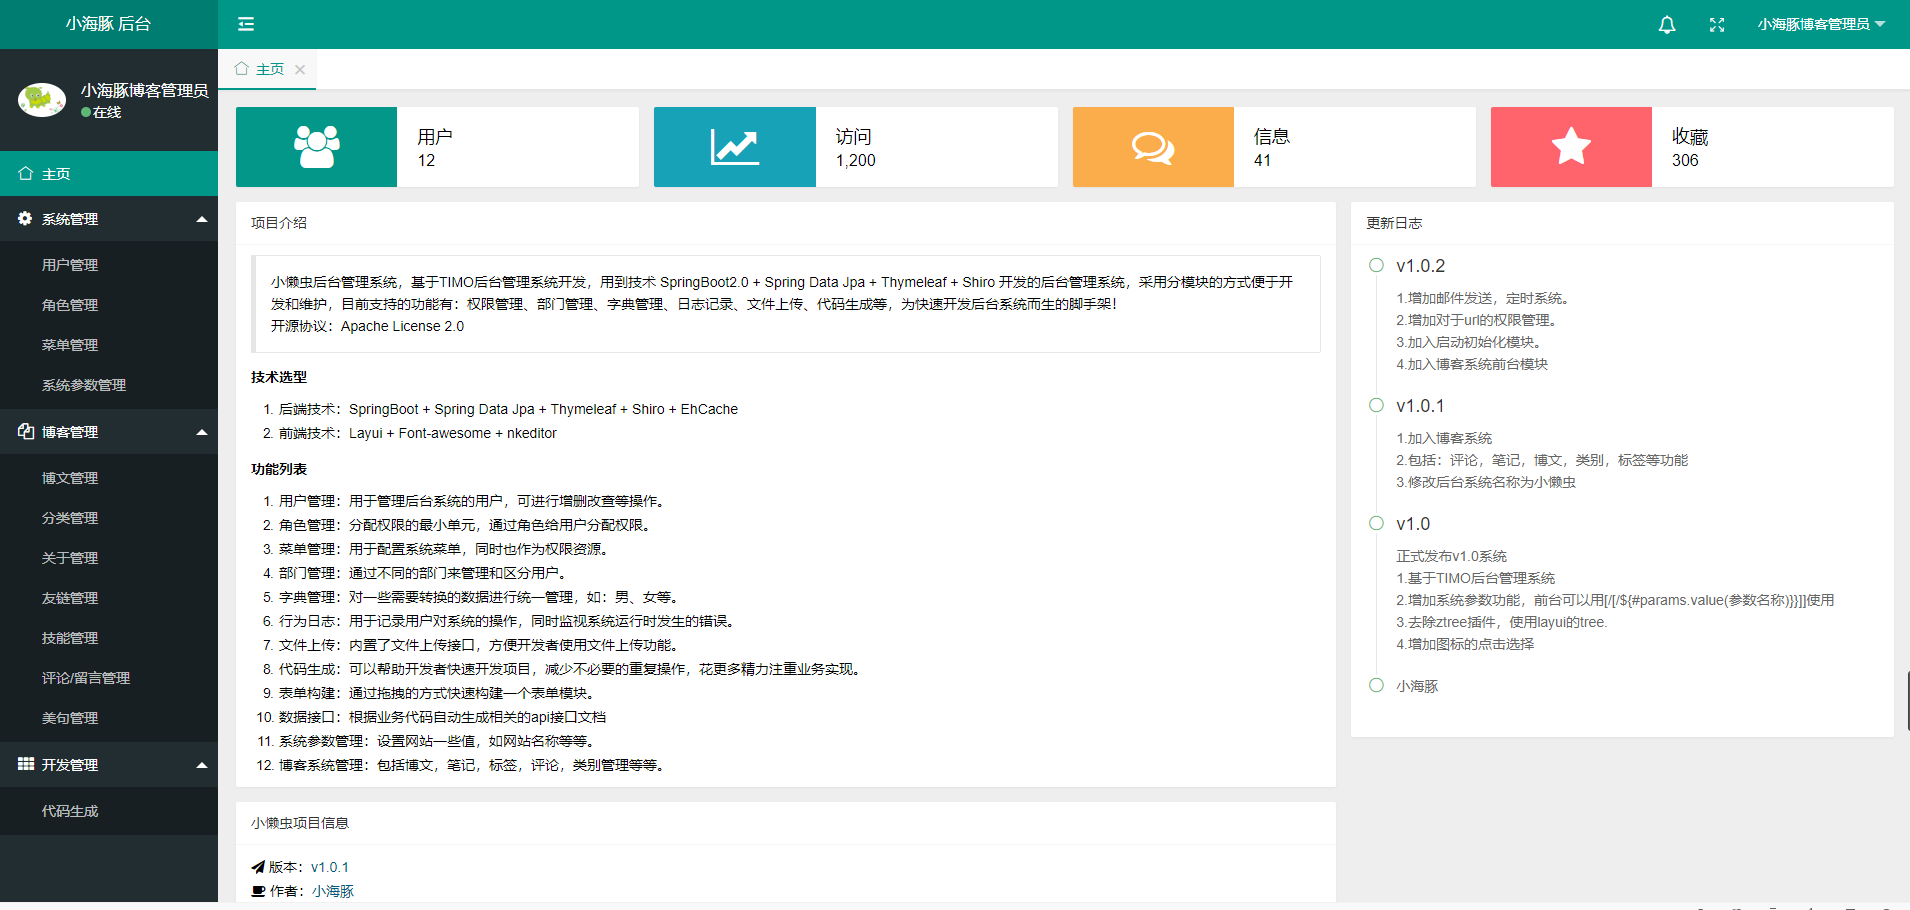 小海豚 后台
小海豚博客管理员
小海豚博客管理员
在线
主页
系统管理
用户管理
角色管理
菜单管理
系统参数管理
博客管理
博文管理
分类管理
关于管理
友链管理
技能管理
评论/留言管理
美句管理
开发管理
代码生成
主页
用户
12
访问
1,200
信息
41
收藏
306
项目介绍
小懒虫后台管理系统，基于TIMO后台管理系统开发，用到技术 SpringBoot2.0 + Spring Data Jpa + Thymeleaf + Shiro 开发的后台管理系统，采用分模块的方式便于开
发和维护，目前支持的功能有：权限管理、部门管理、字典管理、日志记录、文件上传、代码生成等，为快速开发后台系统而生的脚手架！
开源协议：Apache License 2.0
技术选型
1. 后端技术：SpringBoot + Spring Data Jpa + Thymeleaf + Shiro + EhCache
2. 前端技术：Layui + Font-awesome + nkeditor
功能列表
1. 用户管理：用于管理后台系统的用户，可进行增删改查等操作。
2. 角色管理：分配权限的最小单元，通过角色给用户分配权限。
3. 菜单管理：用于配置系统菜单，同时也作为权限资源。
4. 部门管理：通过不同的部门来管理和区分用户。
5. 字典管理：对一些需要转换的数据进行统一管理，如：男、女等。
6. 行为日志：用于记录用户对系统的操作，同时监视系统运行时发生的错误。
7. 文件上传：内置了文件上传接口，方便开发者使用文件上传功能。
8. 代码生成：可以帮助开发者快速开发项目，减少不必要的重复操作，花更多精力注重业务实现。
9. 表单构建：通过拖拽的方式快速构建一个表单模块。
10. 数据接口：根据业务代码自动生成相关的api接口文档
11. 系统参数管理：设置网站一些值，如网站名称等等。
12. 博客系统管理：包括博文，笔记，标签，评论，类别管理等等。
小懒虫项目信息
版本：v1.0.1
作者：小海豚
更新日志
v1.0.2
1.增加邮件发送，定时系统。
2.增加对于url的权限管理。
3.加入启动初始化模块。
4.加入博客系统前台模块
v1.0.1
1.加入博客系统
2.包括：评论，笔记，博文，类别，标签等功能
3.修改后台系统名称为小懒虫
v1.0
正式发布v1.0系统
1.基于TIMO后台管理系统
2.增加系统参数功能，前台可以用[/[/${#params.value(参数名称)}}]]使用
3.去除ztree插件，使用layui的tree.
4.增加图标的点击选择
小海豚